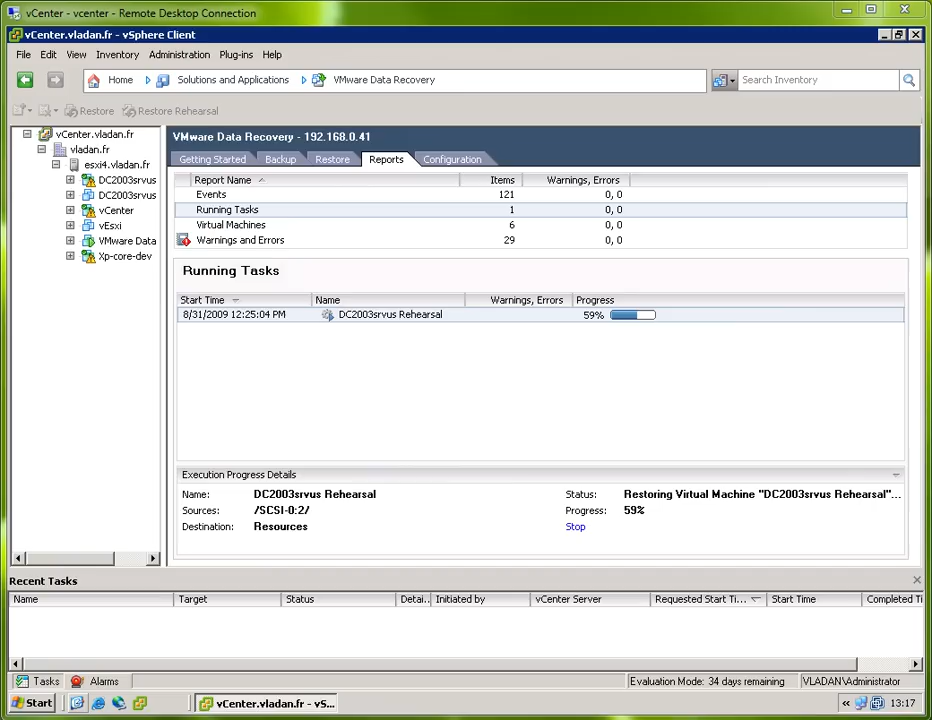 vCenter - vcenter - Remote Desktop Connection
vCenter.vladan.fr - vSphere Client
File Edit View Inventory Administration Plug-ins Help
Home Solutions and Applications VMware Data Recovery Search Inventory
Restore Restore Rehearsal
vCenter.vladan.fr
vladan.fr
esxi4.vladan.fr
DC2003srvus
DC2003srvus
vCenter
vEsxi
VMware Data
Xp-core-dev
VMware Data Recovery - 192.168.0.41
Getting Started Backup Restore Reports Configuration
Report Name Items Warnings, Errors
Events 121 0, 0
Running Tasks 1 0, 0
Virtual Machines 6 0, 0
Warnings and Errors 29 0, 0
Running Tasks
Start Time Name Warnings, Errors Progress
8/31/2009 12:25:04 PM DC2003srvus Rehearsal 59%
Execution Progress Details
Name: DC2003srvus Rehearsal Status: Restoring Virtual Machine "DC2003srvus Rehearsal"...
Sources: /SCSI-0:2/ Progress: 59%
Destination: Resources Stop
Recent Tasks
Name Target Status Detai.. Initiated by vCenter Server Requested Start Ti... Start Time Completed Ti
Tasks Alarms Evaluation Mode: 34 days remaining VLADAN\Administrator
Start vCenter.vladan.fr - vS... « 13:17